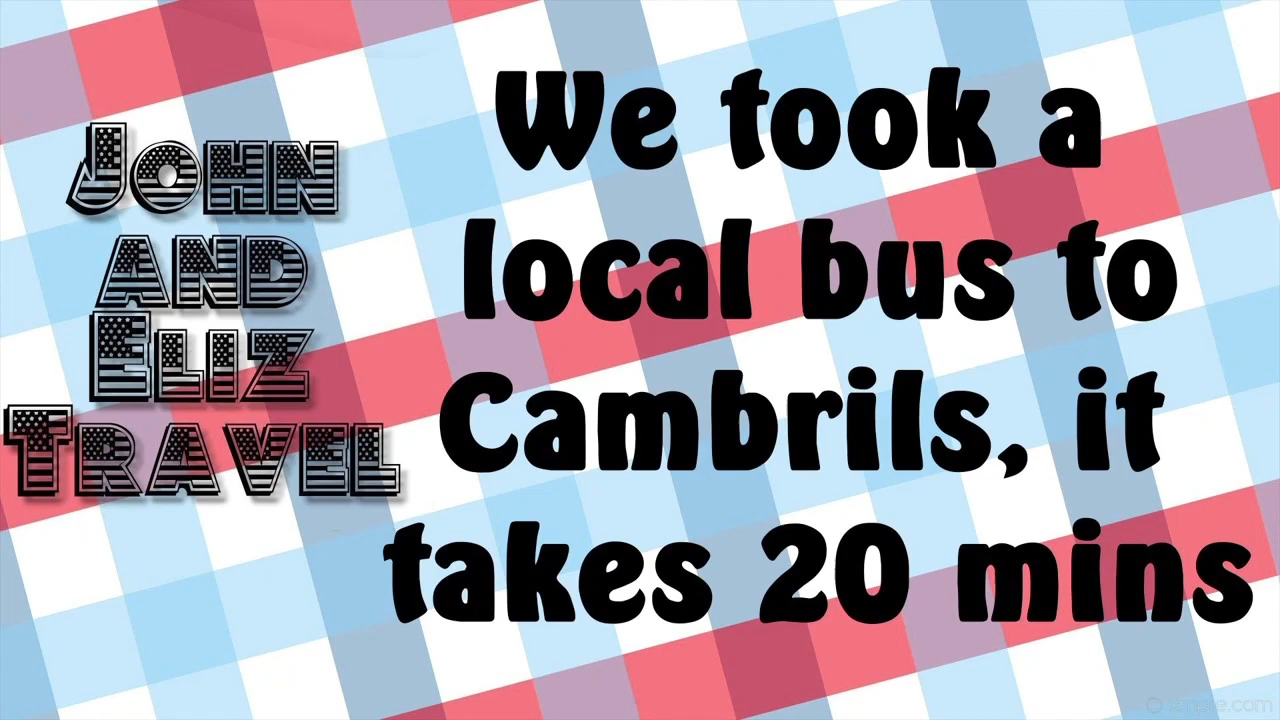 John
and
Eliz
Travel
We took a
local bus to
Cambrils, it
takes 20 mins